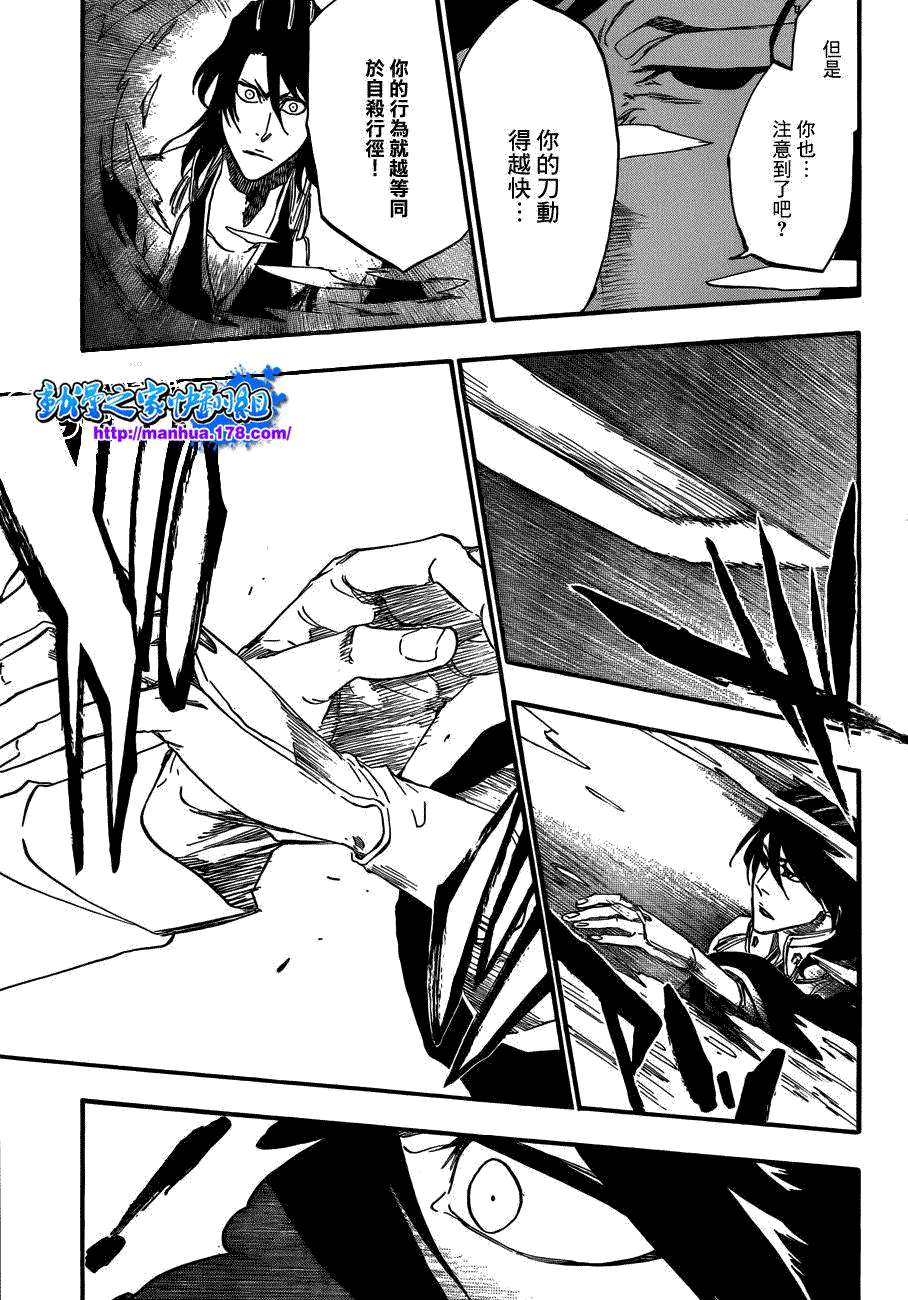 但是
你也…
注意到了吧？
你的刀動
得越快…
你的行為就越等同
於自殺行徑！
動漫之家快翻組
http://manhua.178.com/